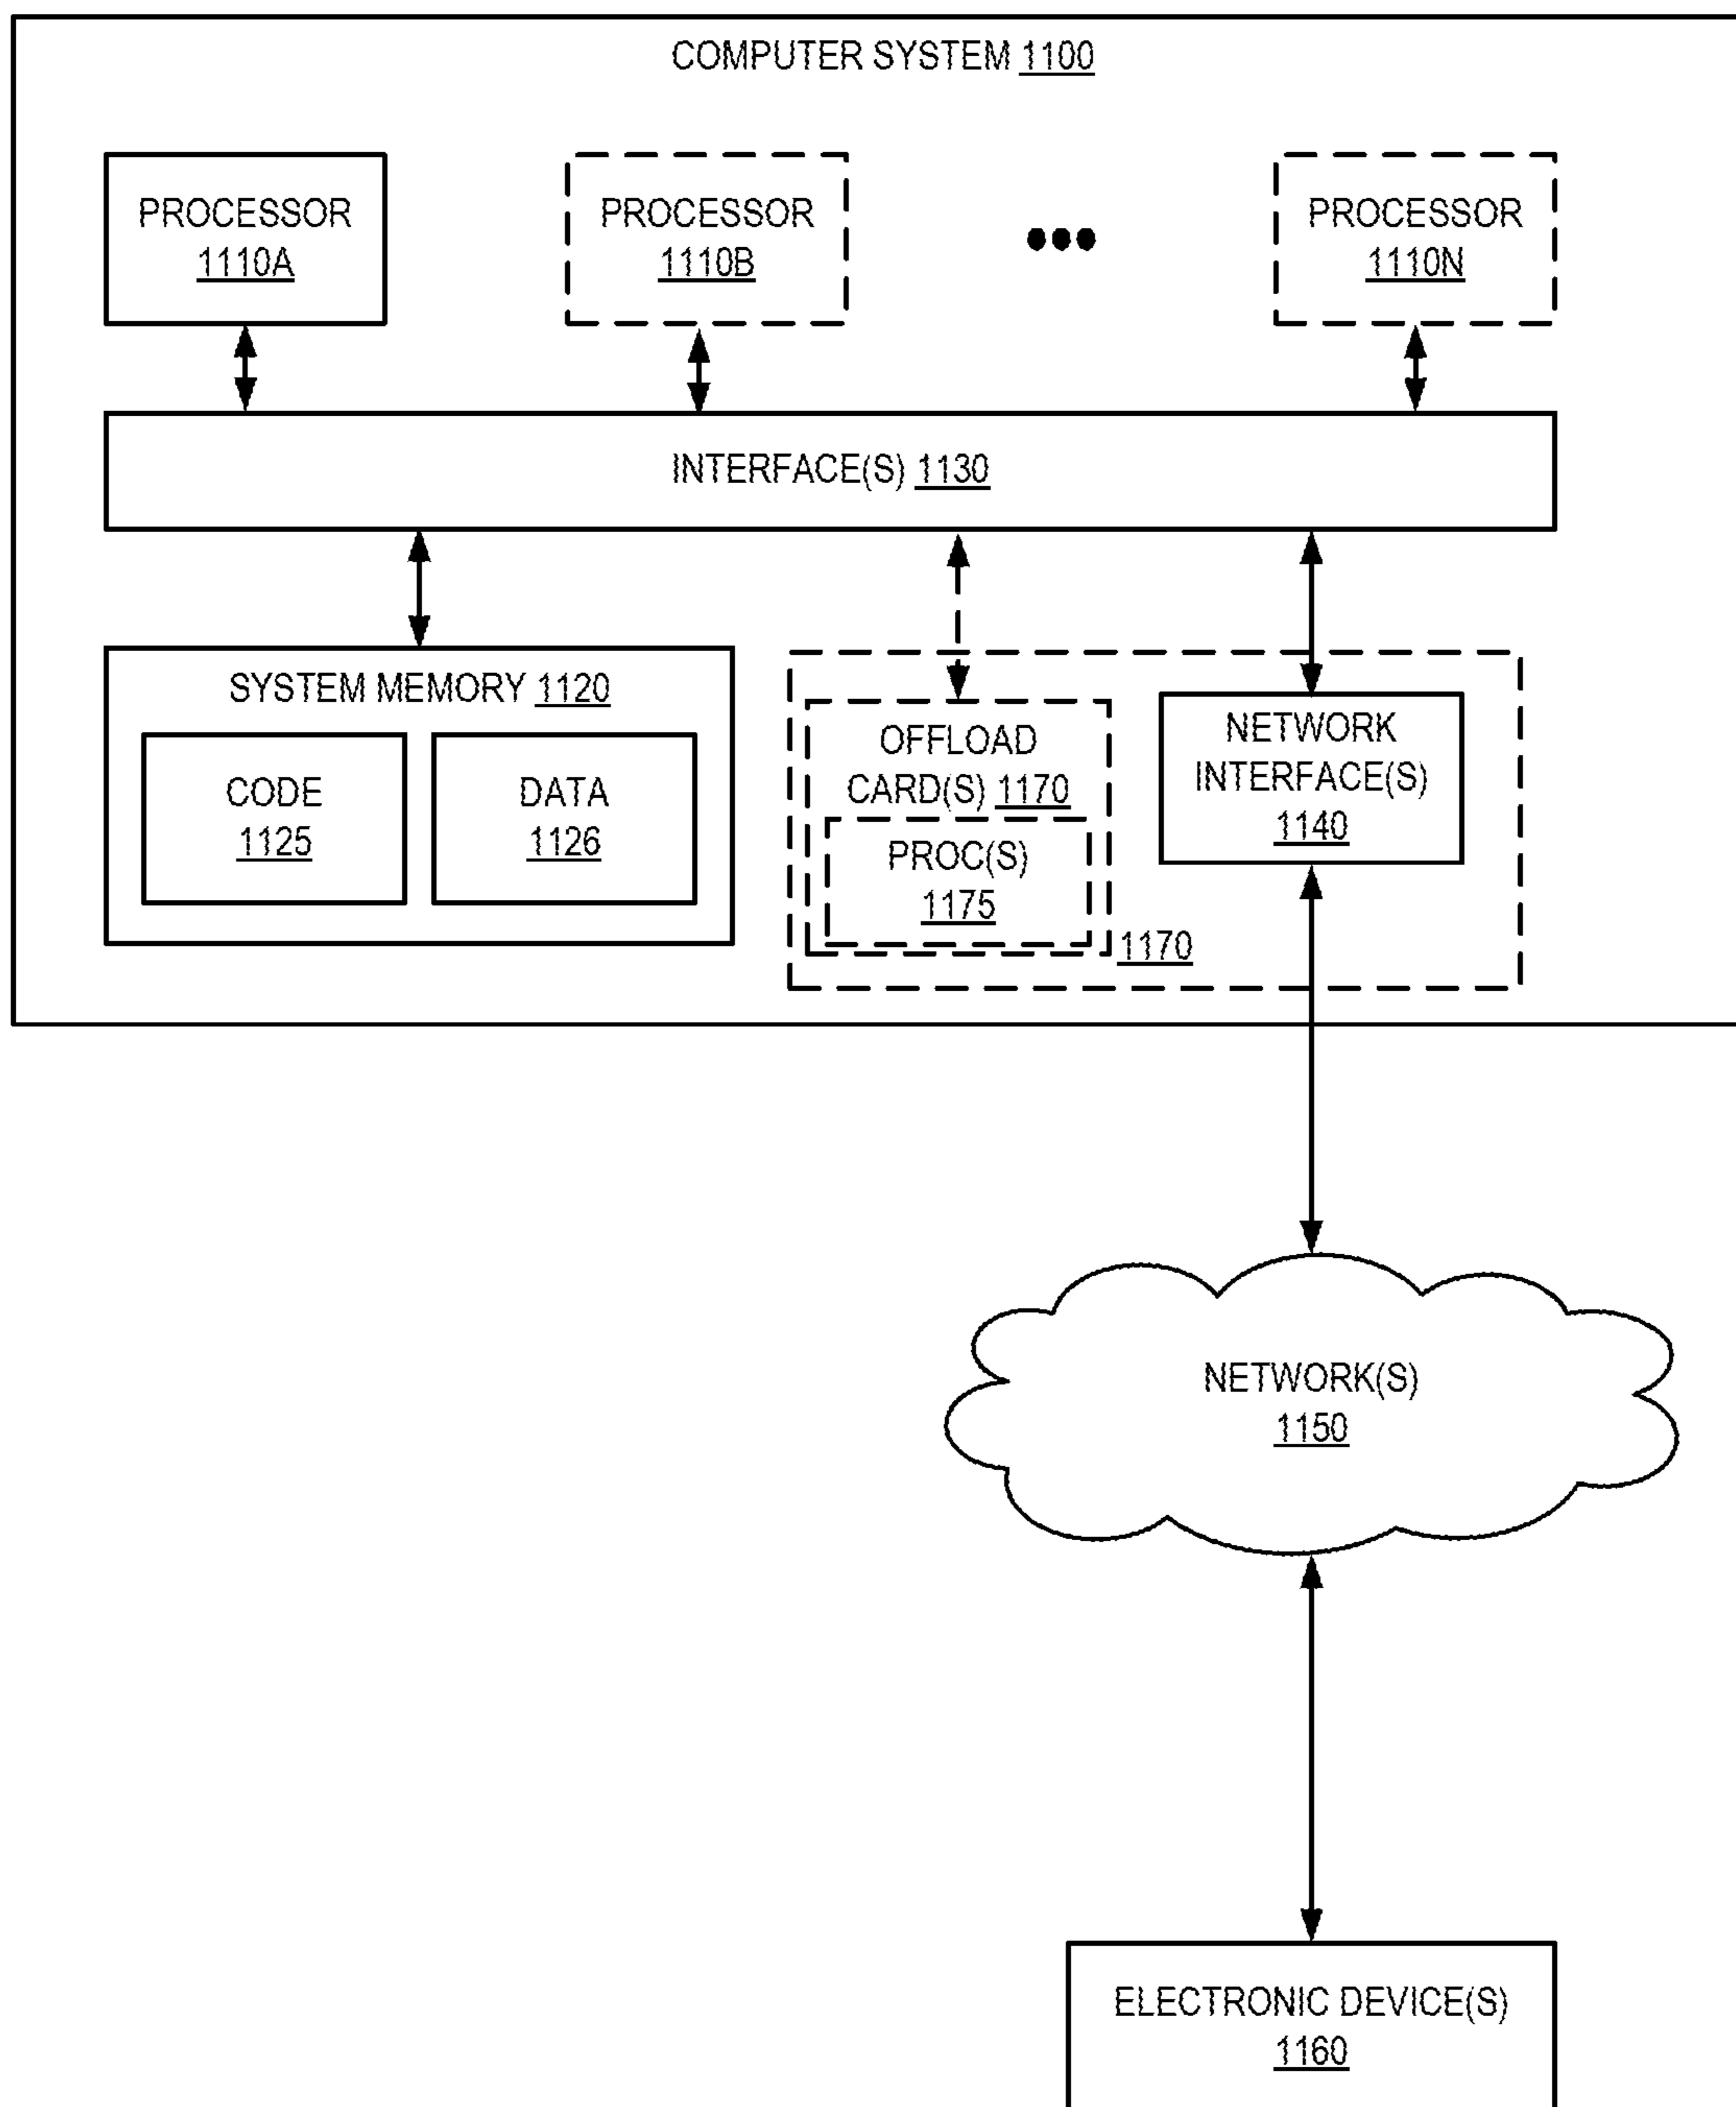 COMPUTER SYSTEM 1100
PROCESSOR
1110A
PROCESSOR
1110B
PROCESSOR
1110N
INTERFACE(S) 1130
SYSTEM MEMORY 1120
CODE
1125
DATA
1126
OFFLOAD
CARD(S) 1170
PROC(S)
1175
1170
NETWORK
INTERFACE(S)
1140
NETWORK(S)
1150
ELECTRONIC DEVICE(S)
1160